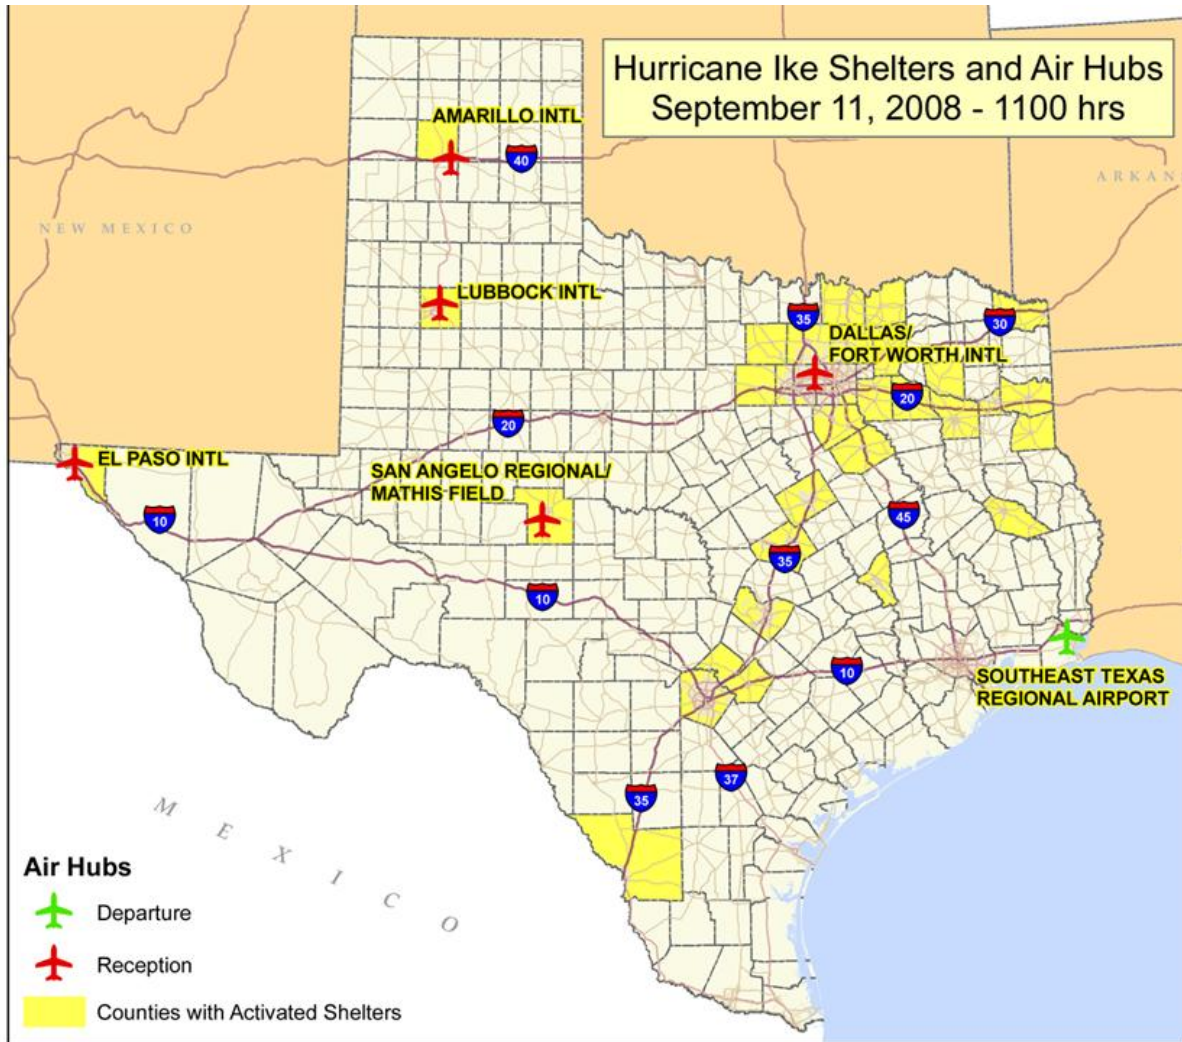 Hurricane Ike Shelters and Air Hubs
September 11, 2008 - 1100 hrs
AMARILLO INTL
40
ARKAN
NEW MEXICO
LUBBOCK INTL
35
30
DALLAS/
FORT WORTH INTL
20
20
EL PASO INTL
SAN ANGELO REGIONAL/
MATHIS FIELD
10
45
35
10
10
SOUTHEAST TEXAS
REGIONAL AIRPORT
37
35
MEXICO
Air Hubs
Departure
Reception
Counties with Activated Shelters